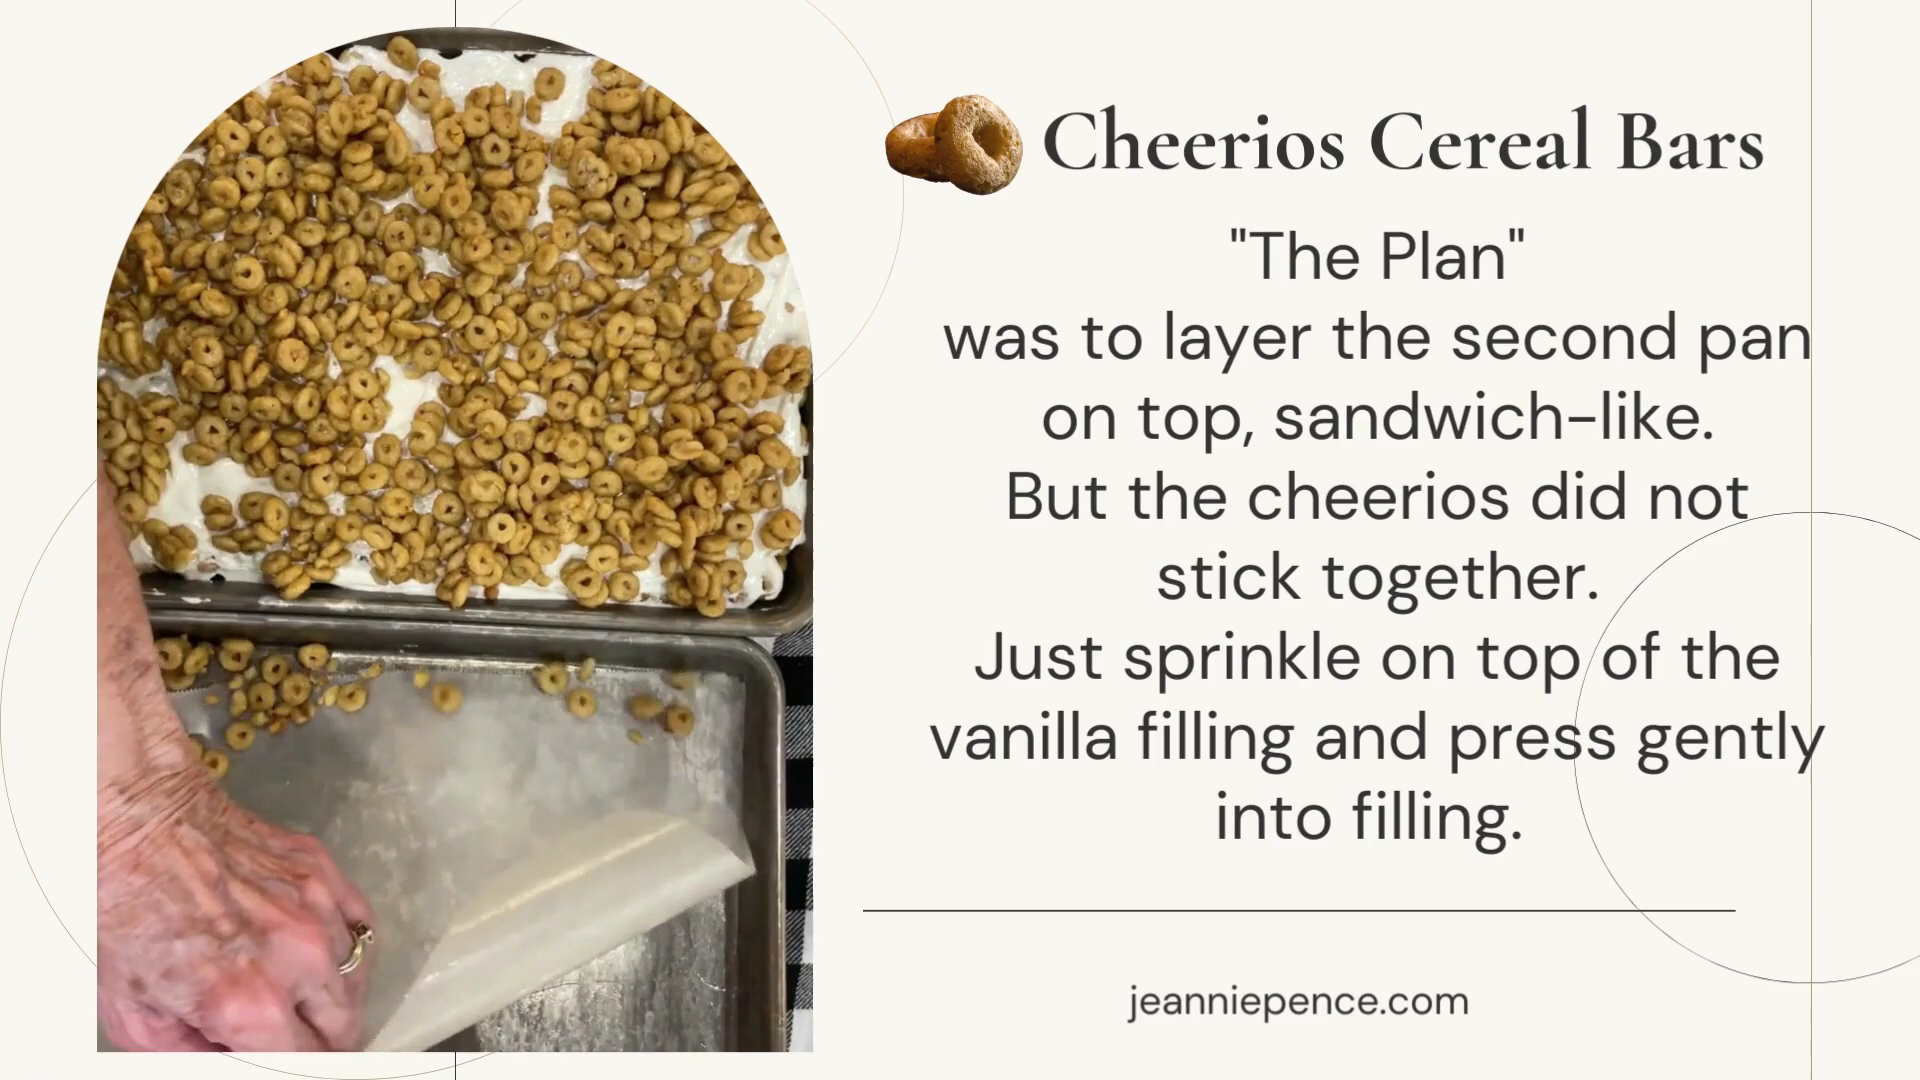 Cheerios Cereal Bars
"The Plan"
was to layer the second pan
on top, sandwich-like.
But the cheerios did not
stick together.
Just sprinkle on top of the
vanilla filling and press gently
into filling.
jeanniepence.com